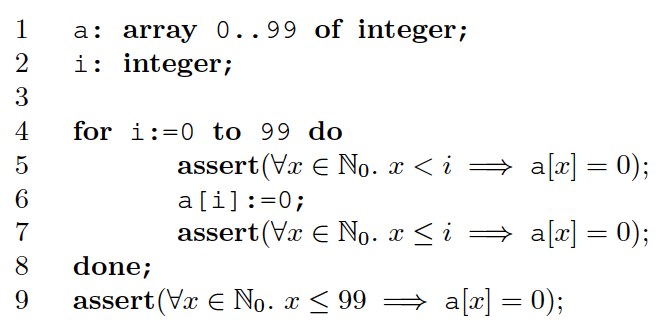 1 a: array 0..99 of integer;
2 i: integer;
3
4 for i:=0 to 99 do
5 assert(∀x ∈ ℕ₀. x < i ⟹ a[x] = 0);
6 a[i]:=0;
7 assert(∀x ∈ ℕ₀. x ≤ i ⟹ a[x] = 0);
8 done;
9 assert(∀x ∈ ℕ₀. x ≤ 99 ⟹ a[x] = 0);